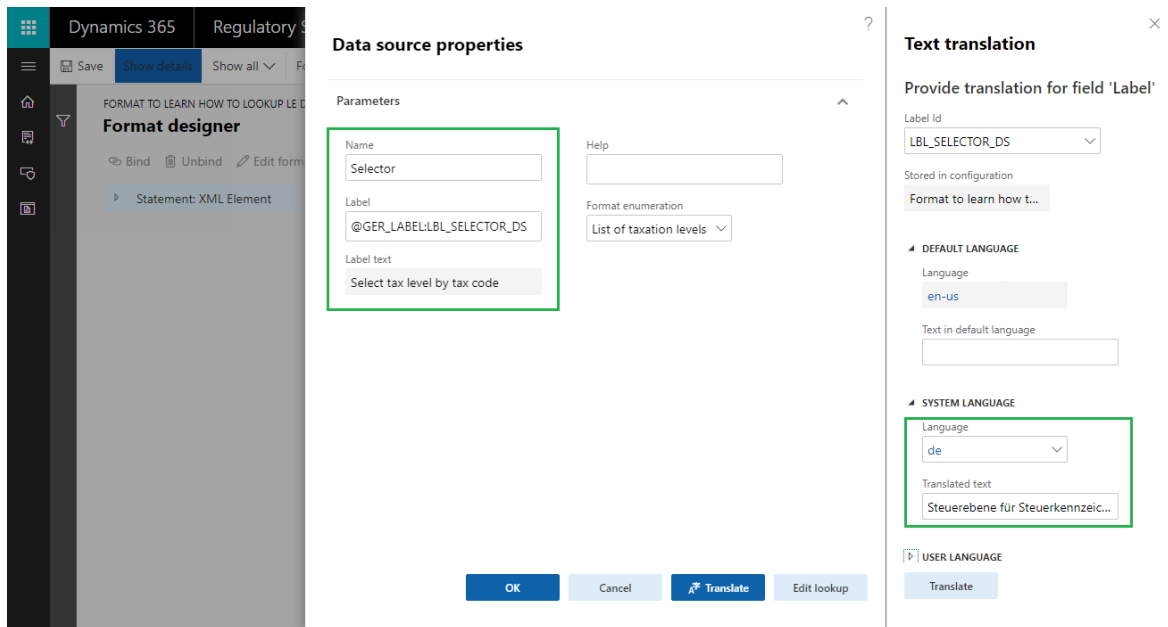 Dynamics 365
Regulatory S
Save
Show details
Show all
Fo
FORMAT TO LEARN HOW TO LOOKUP LE D
Format designer
Bind
Unbind
Edit form
Statement: XML Element
?
Data source properties
Parameters
Name
Selector
Label
@GER_LABEL:LBL_SELECTOR_DS
Label text
Select tax level by tax code
Help
Format enumeration
List of taxation levels
OK
Cancel
Translate
Edit lookup
Text translation
Provide translation for field 'Label'
Label Id
LBL_SELECTOR_DS
Stored in configuration
Format to learn how t...
DEFAULT LANGUAGE
Language
en-us
Text in default language
SYSTEM LANGUAGE
Language
de
Translated text
Steuerebene für Steuerkennzeic...
USER LANGUAGE
Translate